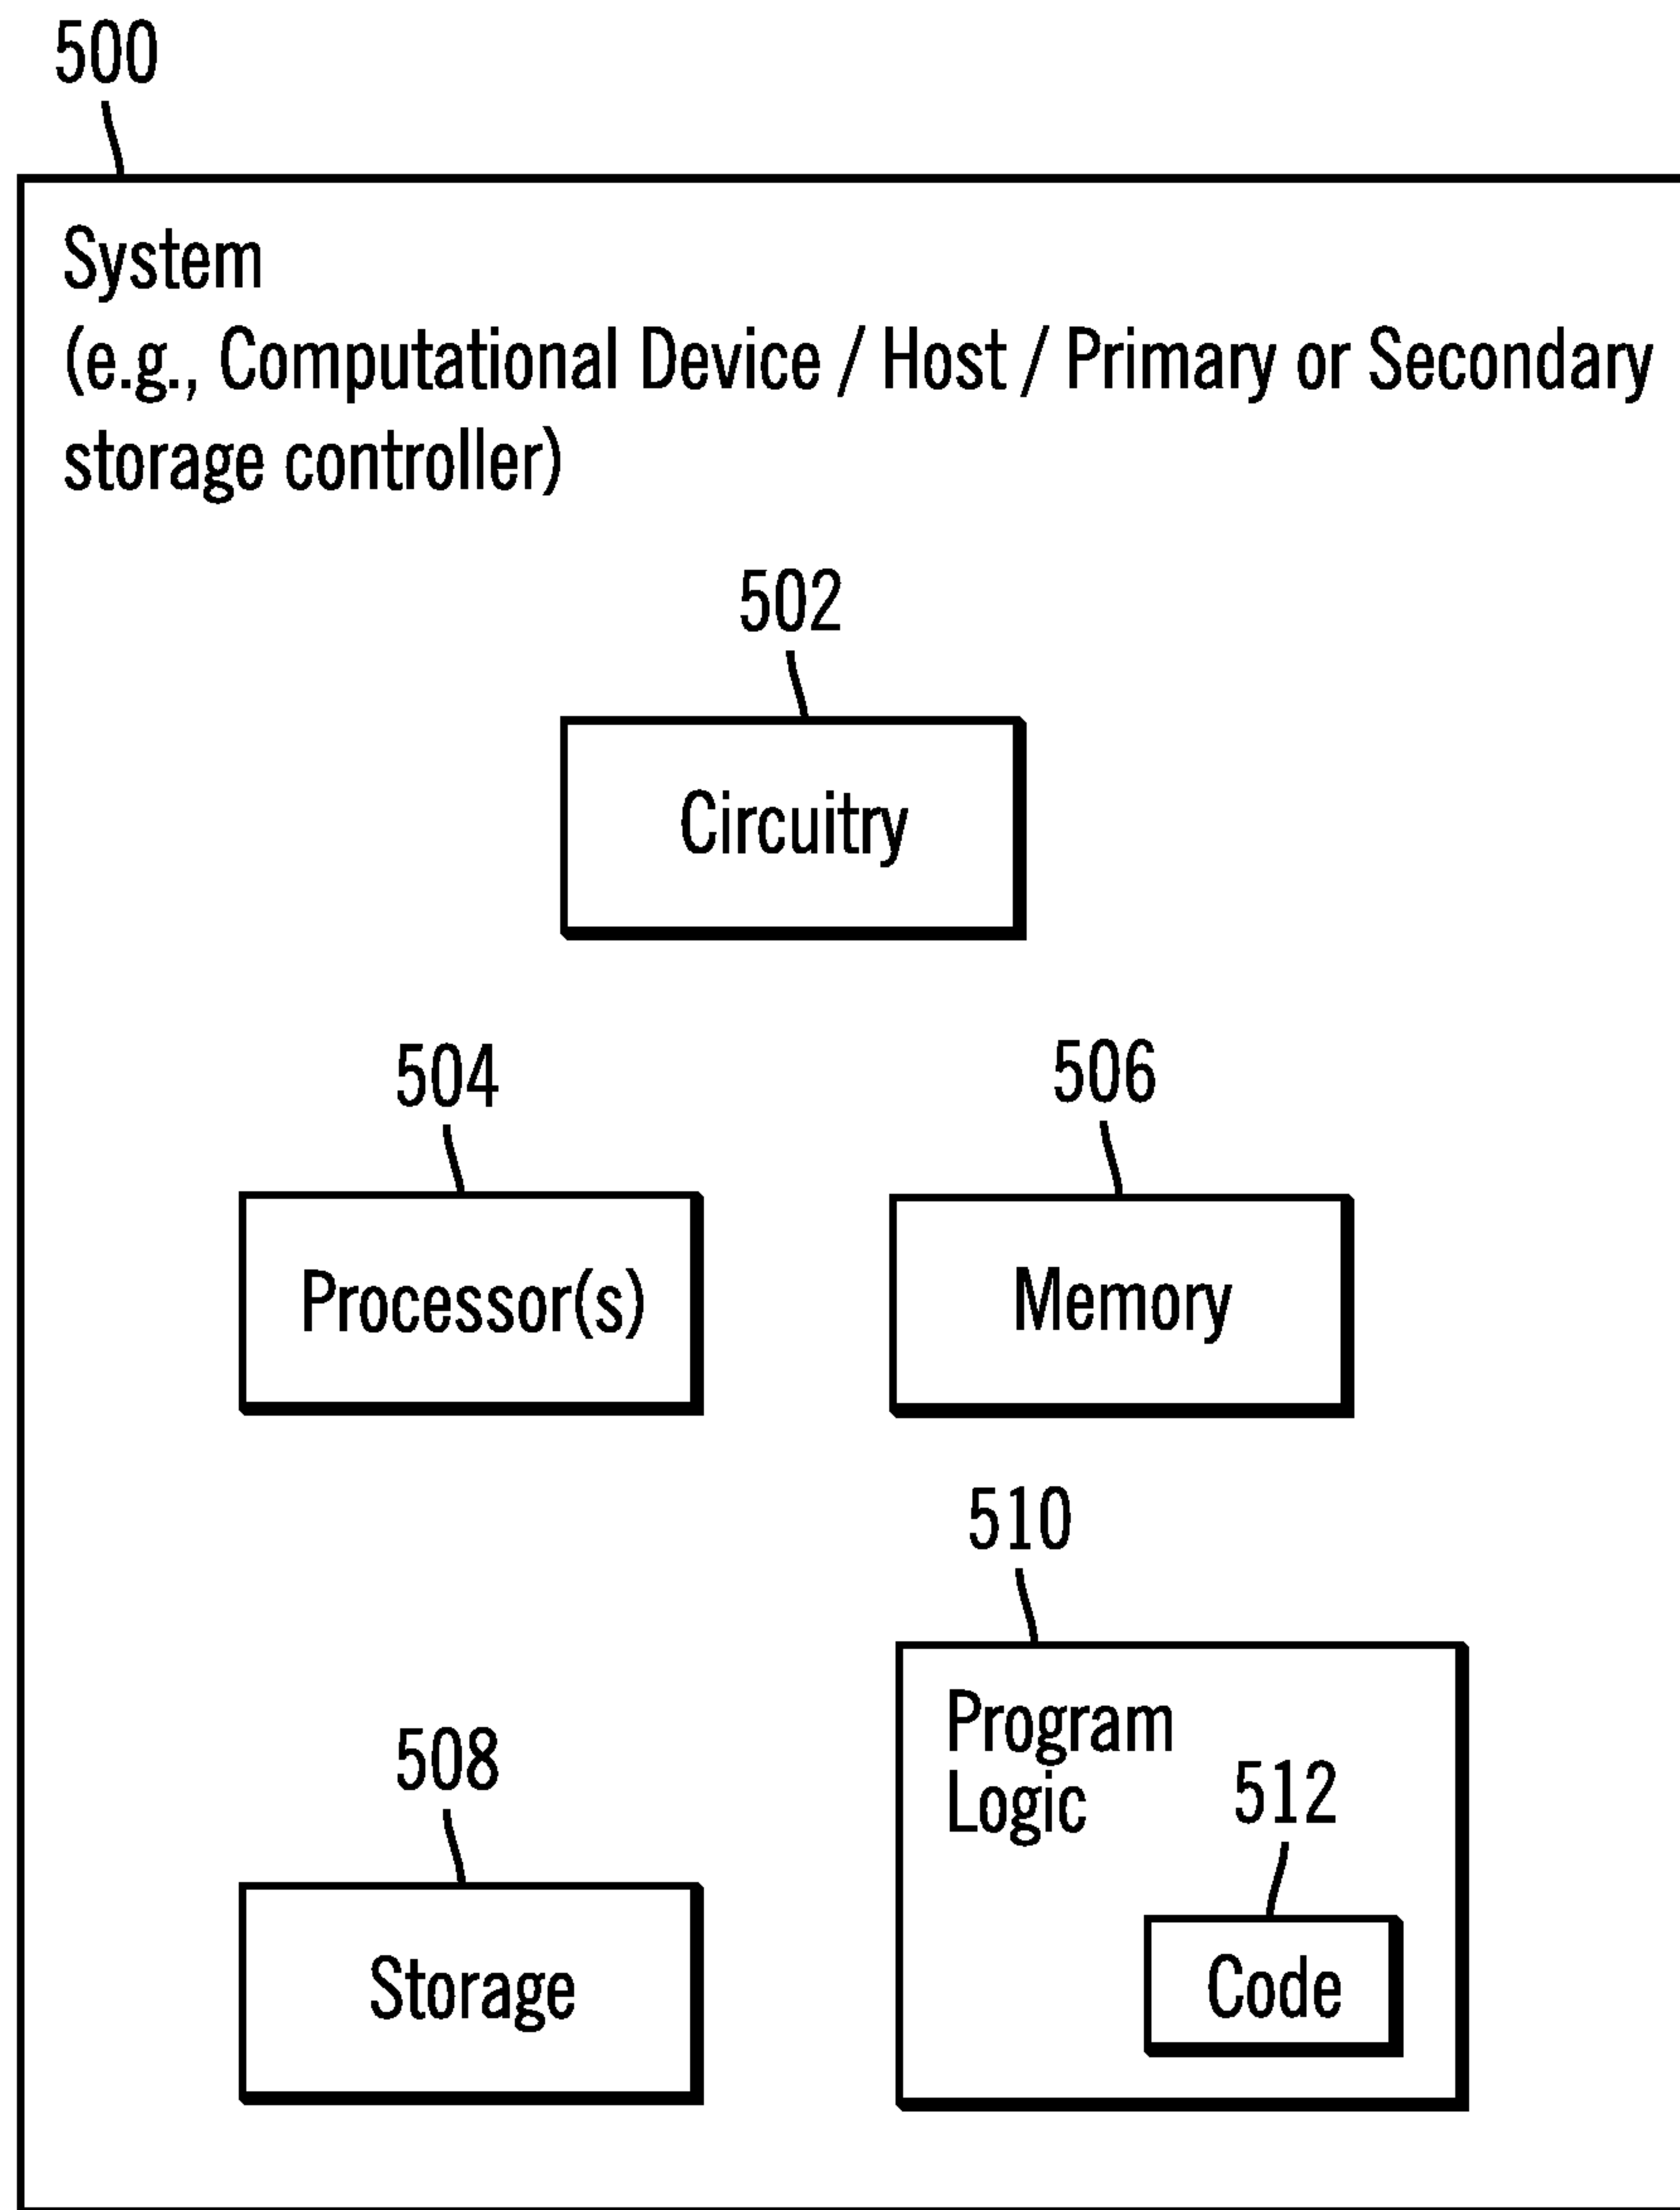 500
System
(e.g., Computational Device / Host / Primary or Secondary
storage controller)
502
Circuitry
504
506
Processor(s)
Memory
510
Program
Logic
508
512
Storage
Code